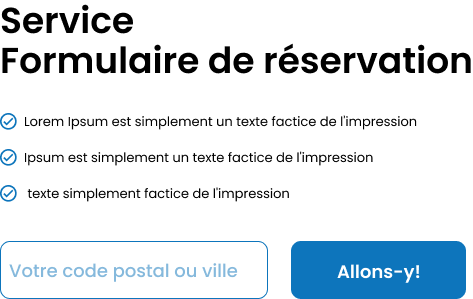 Service
Formulaire de réservation
Lorem Ipsum est simplement un texte factice de l'impression
Ipsum est simplement un texte factice de l'impression
texte simplement factice de l'impression
Votre code postal ou ville
Allons-y!